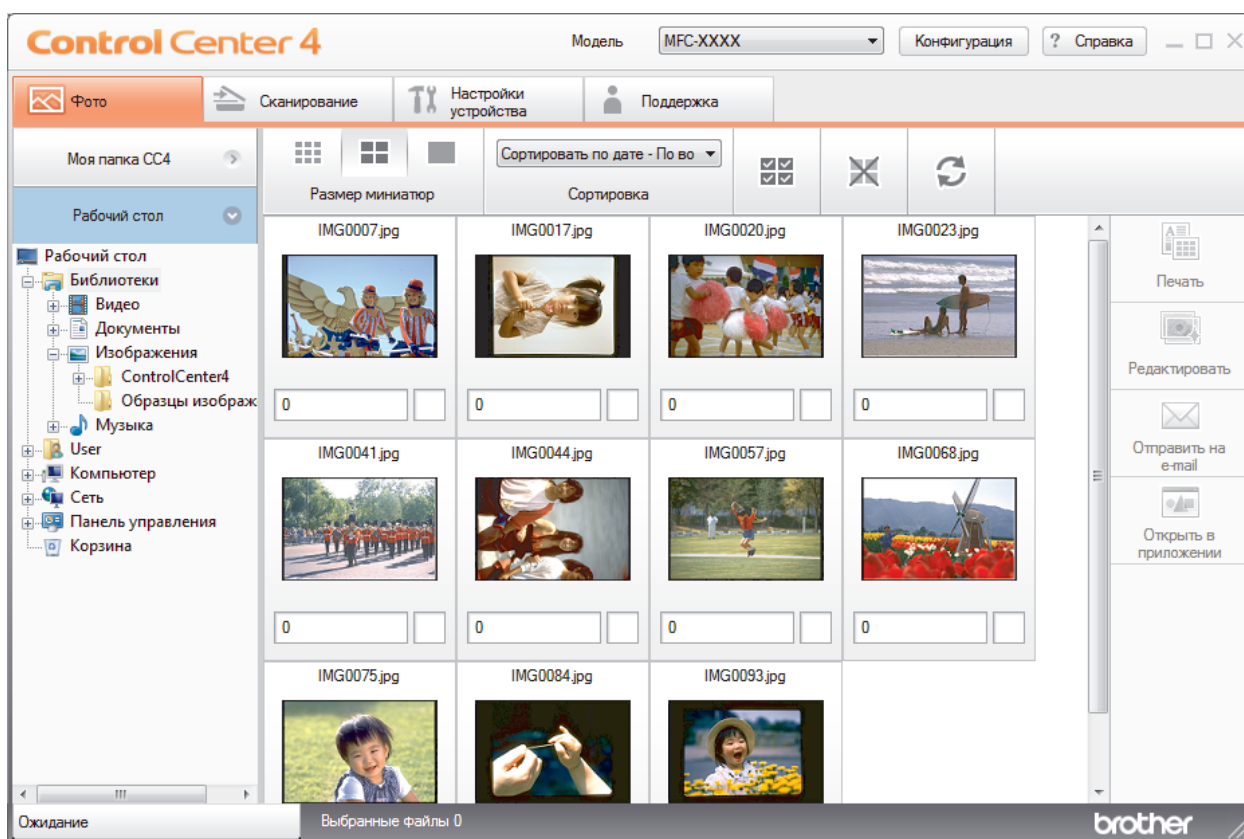 Control Center 4
Модель
MFC-XXXX
Конфигурация
? Справка
Фото
Сканирование
Настройки
устройства
Поддержка
Моя папка CC4
Рабочий стол
Размер миниатюр
Сортировать по дате - По во
Сортировка
Рабочий стол
Библиотеки
Видео
Документы
Изображения
ControlCenter4
Образцы изображ
Музыка
User
Компьютер
Сеть
Панель управления
Корзина
IMG0007.jpg
IMG0017.jpg
IMG0020.jpg
IMG0023.jpg
0
0
0
0
IMG0041.jpg
IMG0044.jpg
IMG0057.jpg
IMG0068.jpg
0
0
0
0
IMG0075.jpg
IMG0084.jpg
IMG0093.jpg
Печать
Редактировать
Отправить на
e-mail
Открыть в
приложении
Ожидание
Выбранные файлы 0
brother